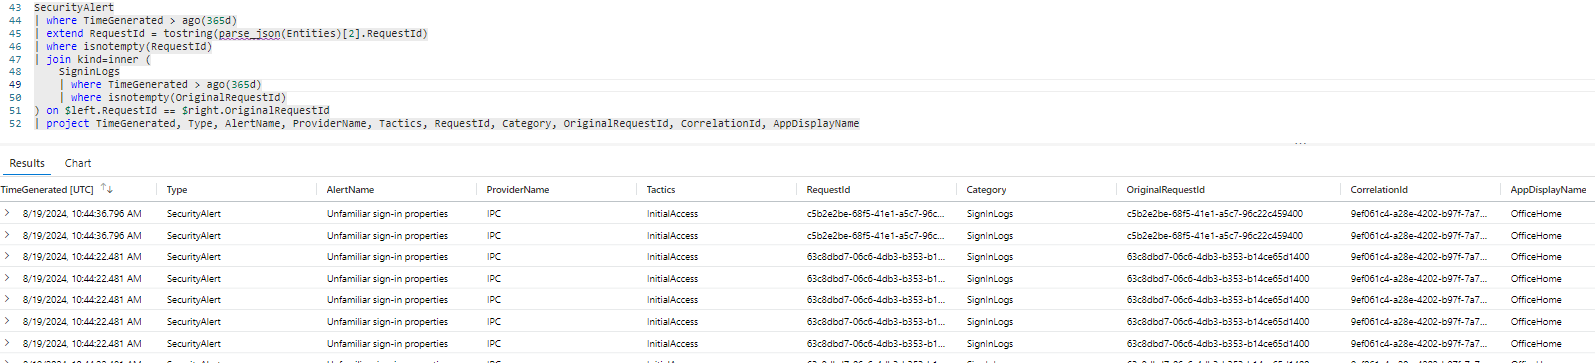 43 SecurityAlert
44 | where TimeGenerated > ago(365d)
45 | extend RequestId = tostring(parse_json(Entities)[2].RequestId)
46 | where isnotempty(RequestId)
47 | join kind=inner (
48 SigninLogs
49 | where TimeGenerated > ago(365d)
50 | where isnotempty(OriginalRequestId)
51 ) on $left.RequestId == $right.OriginalRequestId
52 | project TimeGenerated, Type, AlertName, ProviderName, Tactics, RequestId, Category, OriginalRequestId, CorrelationId, AppDisplayName
...
Results Chart
TimeGenerated [UTC] ↑↓ Type AlertName ProviderName Tactics RequestId Category OriginalRequestId CorrelationId AppDisplayName
> 8/19/2024, 10:44:36.796 AM SecurityAlert Unfamiliar sign-in properties IPC InitialAccess c5b2e2be-68f5-41e1-a5c7-96c... SignInLogs c5b2e2be-68f5-41e1-a5c7-96c22c459400 9ef061c4-a28e-4202-b97f-7a7... OfficeHome
> 8/19/2024, 10:44:36.796 AM SecurityAlert Unfamiliar sign-in properties IPC InitialAccess c5b2e2be-68f5-41e1-a5c7-96c... SignInLogs c5b2e2be-68f5-41e1-a5c7-96c22c459400 9ef061c4-a28e-4202-b97f-7a7... OfficeHome
> 8/19/2024, 10:44:22.481 AM SecurityAlert Unfamiliar sign-in properties IPC InitialAccess 63c8dbd7-06c6-4db3-b353-b1... SignInLogs 63c8dbd7-06c6-4db3-b353-b14ce65d1400 9ef061c4-a28e-4202-b97f-7a7... OfficeHome
> 8/19/2024, 10:44:22.481 AM SecurityAlert Unfamiliar sign-in properties IPC InitialAccess 63c8dbd7-06c6-4db3-b353-b1... SignInLogs 63c8dbd7-06c6-4db3-b353-b14ce65d1400 9ef061c4-a28e-4202-b97f-7a7... OfficeHome
> 8/19/2024, 10:44:22.481 AM SecurityAlert Unfamiliar sign-in properties IPC InitialAccess 63c8dbd7-06c6-4db3-b353-b1... SignInLogs 63c8dbd7-06c6-4db3-b353-b14ce65d1400 9ef061c4-a28e-4202-b97f-7a7... OfficeHome
> 8/19/2024, 10:44:22.481 AM SecurityAlert Unfamiliar sign-in properties IPC InitialAccess 63c8dbd7-06c6-4db3-b353-b1... SignInLogs 63c8dbd7-06c6-4db3-b353-b14ce65d1400 9ef061c4-a28e-4202-b97f-7a7... OfficeHome
> 8/19/2024, 10:44:22.481 AM SecurityAlert Unfamiliar sign-in properties IPC InitialAccess 63c8dbd7-06c6-4db3-b353-b1... SignInLogs 63c8dbd7-06c6-4db3-b353-b14ce65d1400 9ef061c4-a28e-4202-b97f-7a7... OfficeHome